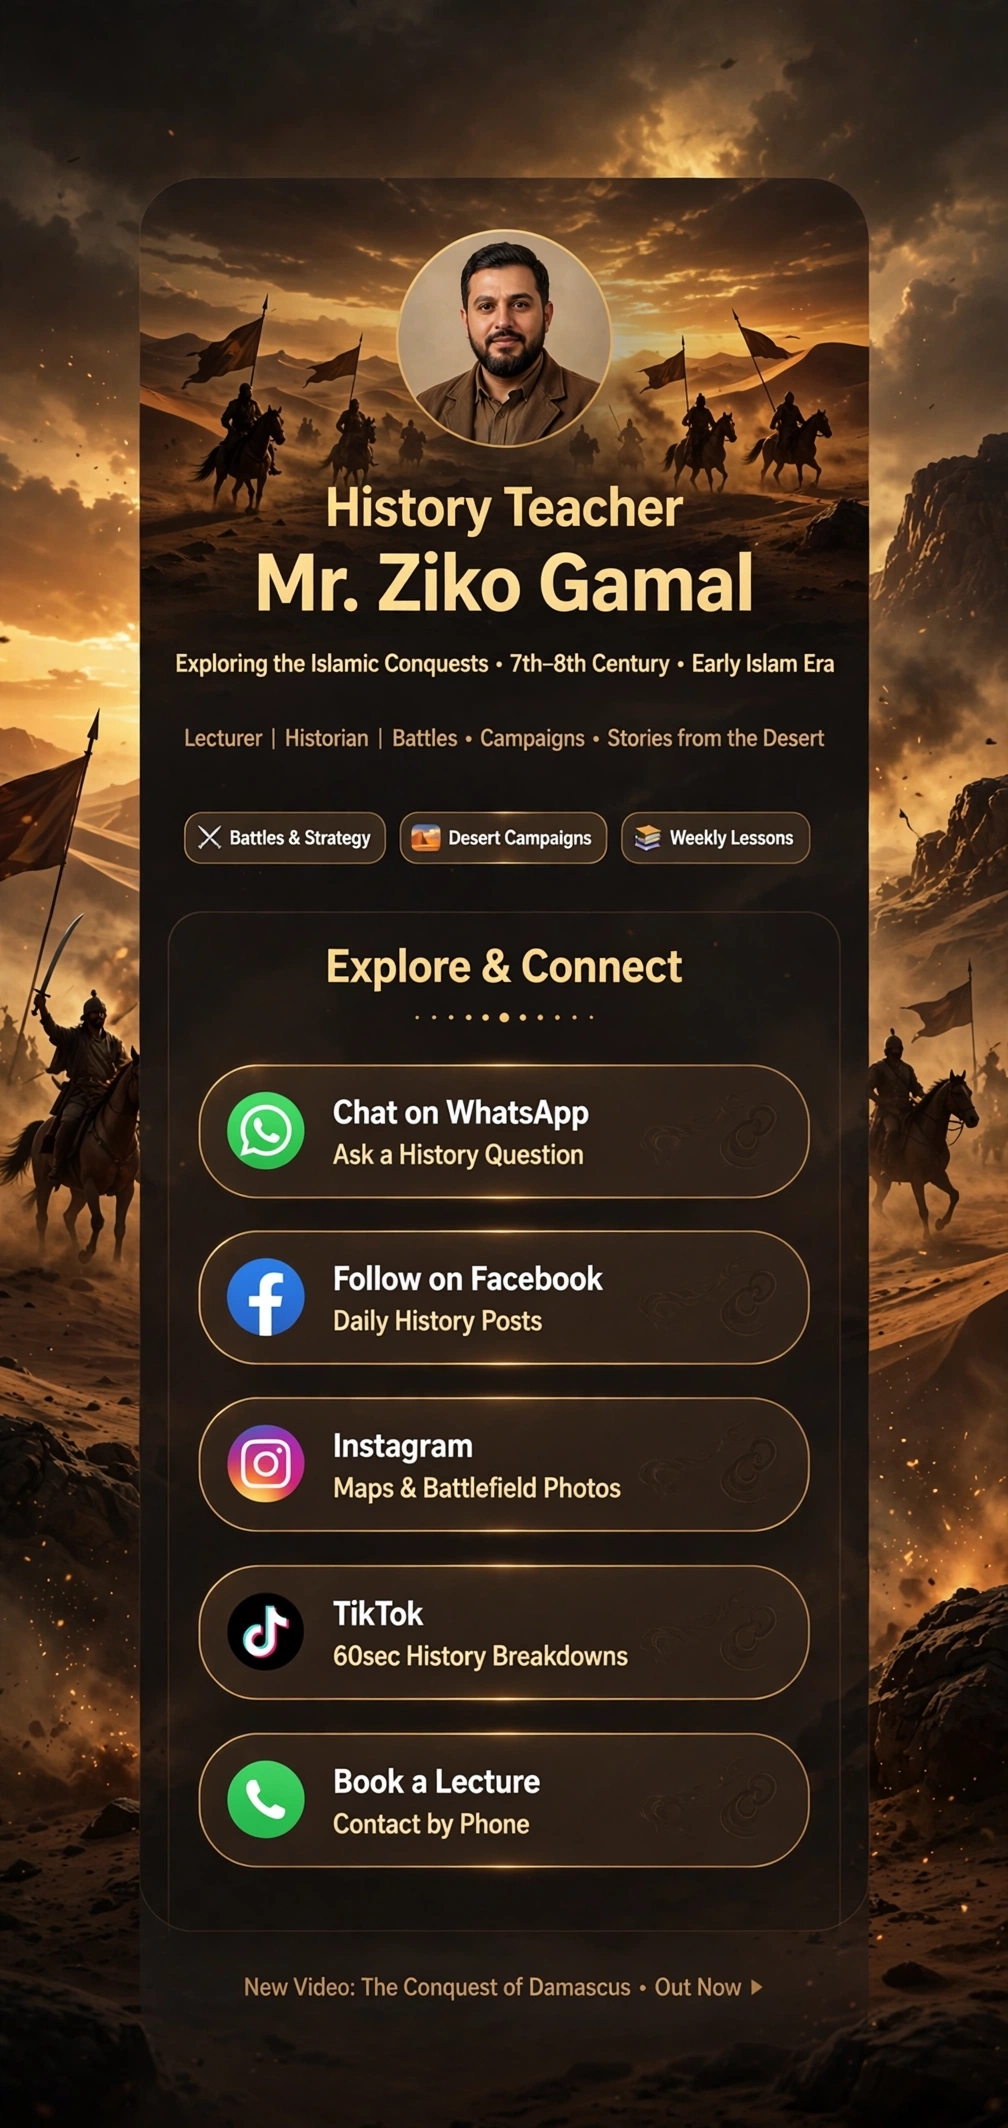 History Teacher
Mr. Ziko Gamal
Exploring the Islamic Conquests • 7th–8th Century • Early Islam Era
Lecturer | Historian | Battles • Campaigns • Stories from the Desert
Battles & Strategy
Desert Campaigns
Weekly Lessons
Explore & Connect
Chat on WhatsApp
Ask a History Question
Follow on Facebook
Daily History Posts
Instagram
Maps & Battlefield Photos
TikTok
60sec History Breakdowns
Book a Lecture
Contact by Phone
New Video: The Conquest of Damascus • Out Now ▶